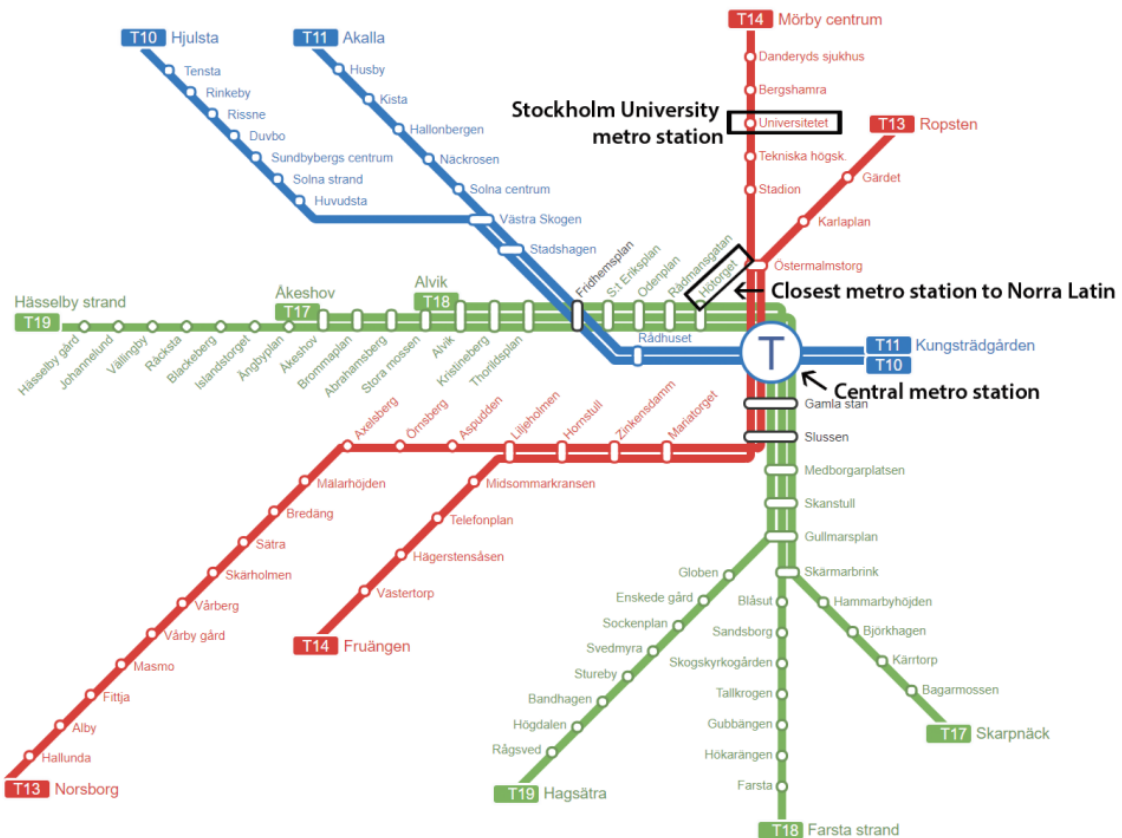 T10 Hjulsta
T11 Akalla
T14 Mörby centrum
Tensta
Rinkeby
Rissne
Duvbo
Sundbybergs centrum
Solna strand
Huvudsta
Husby
Kista
Hallonbergen
Näckrosen
Solna centrum
Västra Skogen
Stadshagen
Danderyds sjukhus
Bergshamra
Stockholm University
metro station
Universitetet
Tekniska högsk.
Stadion
T13 Ropsten
Gärdet
Karlaplan
Östermalmstorg
Closest metro station to Norra Latin
Hässelby strand
T19
Åkeshov
T17
Alvik
T18
Fridhemsplan
S:t Eriksplan
Odenplan
Rådmansgatan
Hötorget
Hässelby gård
Johannelund
Vällingby
Råcksta
Blackeberg
Islandstorget
Ängbyplan
Åkeshov
Brommaplan
Abrahamsberg
Stora mossen
Alvik
Kristineberg
Thorildsplan
Rådhuset
T
T11 Kungsträdgården
T10
Central metro station
Gamla stan
Slussen
Medborgarplatsen
Skanstull
Gullmarsplan
Skärmarbrink
Axelsberg
Örnsberg
Aspudden
Liljeholmen
Hornstull
Zinkensdamm
Mariatorget
Mälarhöjden
Bredäng
Sätra
Skärholmen
Vårberg
Vårby gård
Masmo
Fittja
Alby
Hallunda
T13 Norsborg
Midsommarkransen
Telefonplan
Hägerstensåsen
Västertorp
T14 Fruängen
Globen
Enskede gård
Sockenplan
Svedmyra
Stureby
Bandhagen
Högdalen
Rågsved
T19 Hagsätra
Blåsut
Sandsborg
Skogskyrkogården
Tallkrogen
Gubbängen
Hökarängen
Farsta
T18 Farsta strand
Hammarbyhöjden
Björkhagen
Kärrtorp
Bagarmossen
T17 Skarpnäck